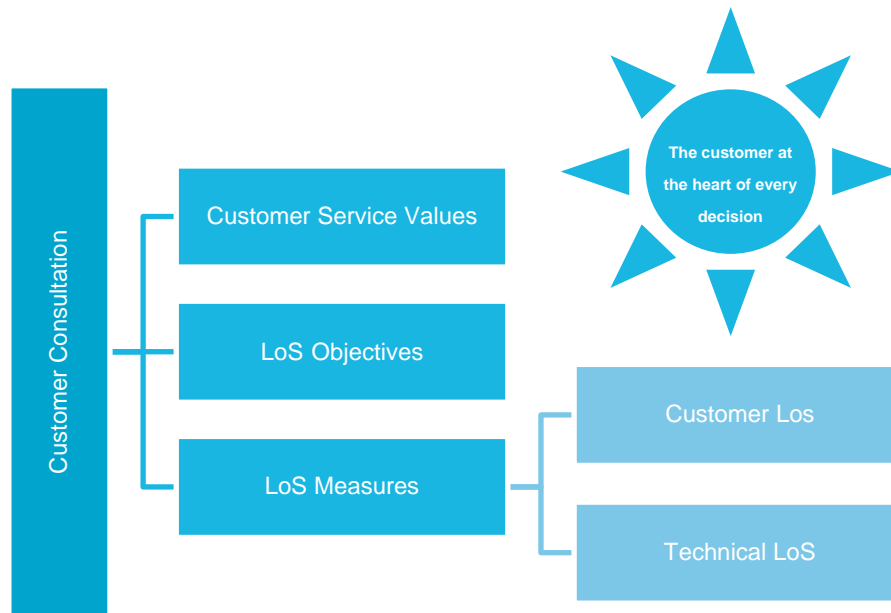 The customer at
the heart of every
decision
Customer Consultation
Customer Service Values
LoS Objectives
LoS Measures
Customer Los
Technical LoS